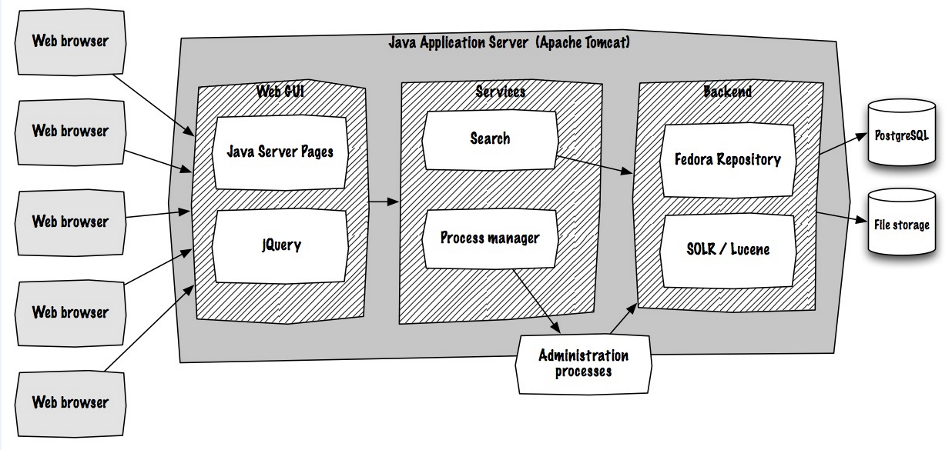 Web browser
Web browser
Web browser
Web browser
Web browser
Java Application Server (Apache Tomcat)
Web GUI
Java Server Pages
jQuery
Services
Search
Process manager
Administration
processes
Backend
Fedora Repository
SOLR / Lucene
PostgreSQL
File storage